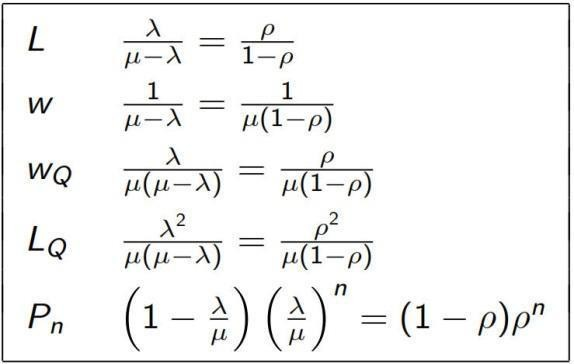 L λ/(μ−λ) = ρ/(1−ρ)
w 1/(μ−λ) = 1/(μ(1−ρ))
w_Q λ/(μ(μ−λ)) = ρ/(μ(1−ρ))
L_Q λ²/(μ(μ−λ)) = ρ²/(μ(1−ρ))
P_n (1 − λ/μ) (λ/μ)^n = (1 − ρ)ρ^n